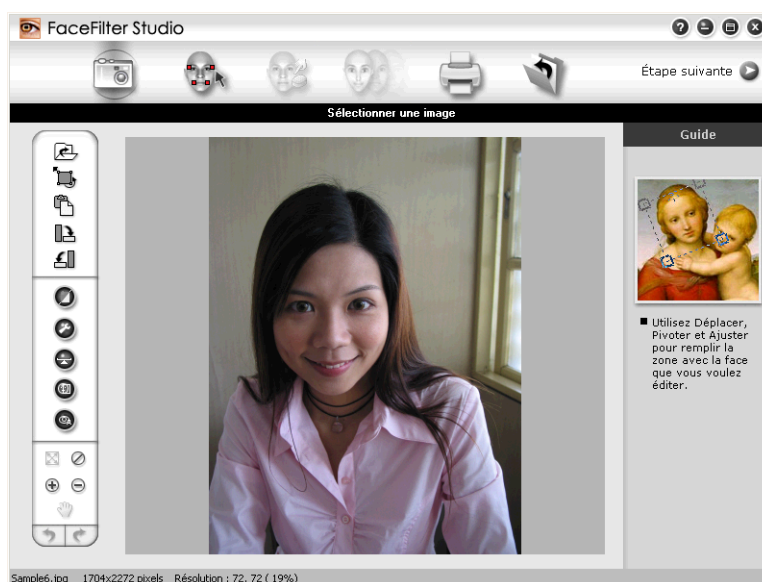 FaceFilter Studio
Étape suivante
Sélectionner une image
Guide
Utilisez Déplacer,
Pivoter et Ajuster
pour remplir la
zone avec la face
que vous voulez
éditer.
Sample6.jpg 1704x2272 pixels Résolution : 72, 72 ( 19%)